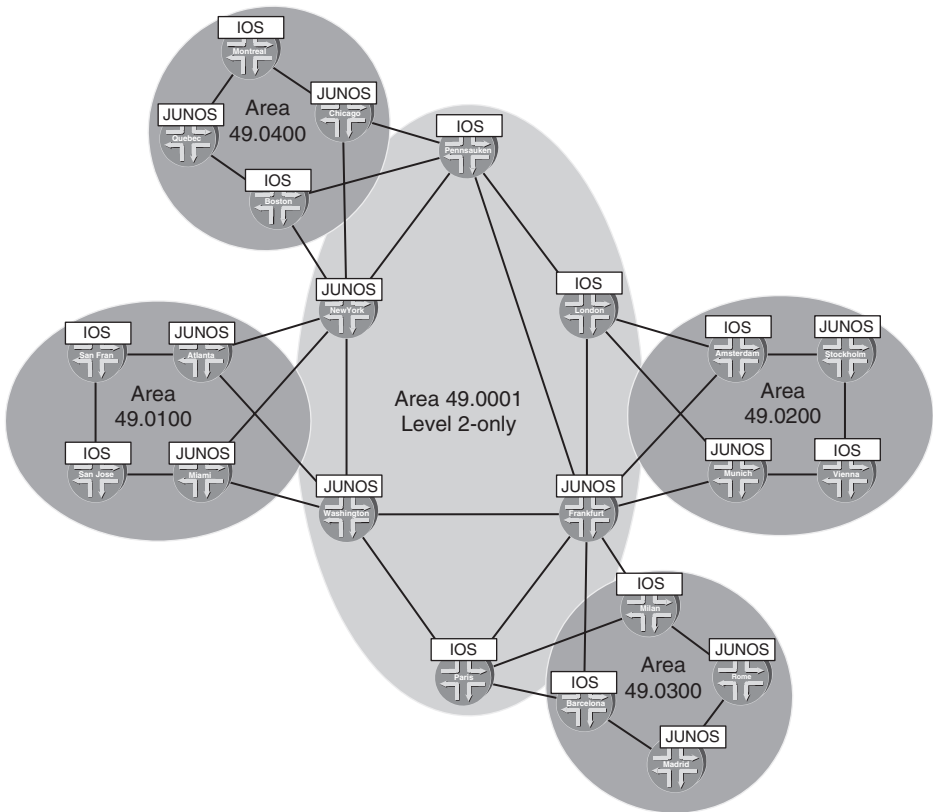 IOS
Montreal
JUNOS
Chicago
Area
49.0400
JUNOS
Quebec
IOS
Boston
IOS
Pennsauken
JUNOS
NewYork
IOS
London
IOS
San Fran
JUNOS
Atlanta
Area
49.0100
IOS
San Jose
JUNOS
Miami
Area 49.0001
Level 2-only
IOS
Amsterdam
JUNOS
Stockholm
Area
49.0200
JUNOS
Munich
IOS
Vienna
JUNOS
Washington
JUNOS
Frankfurt
IOS
Milan
IOS
Paris
Area
49.0300
JUNOS
Rome
IOS
Barcelona
JUNOS
Madrid